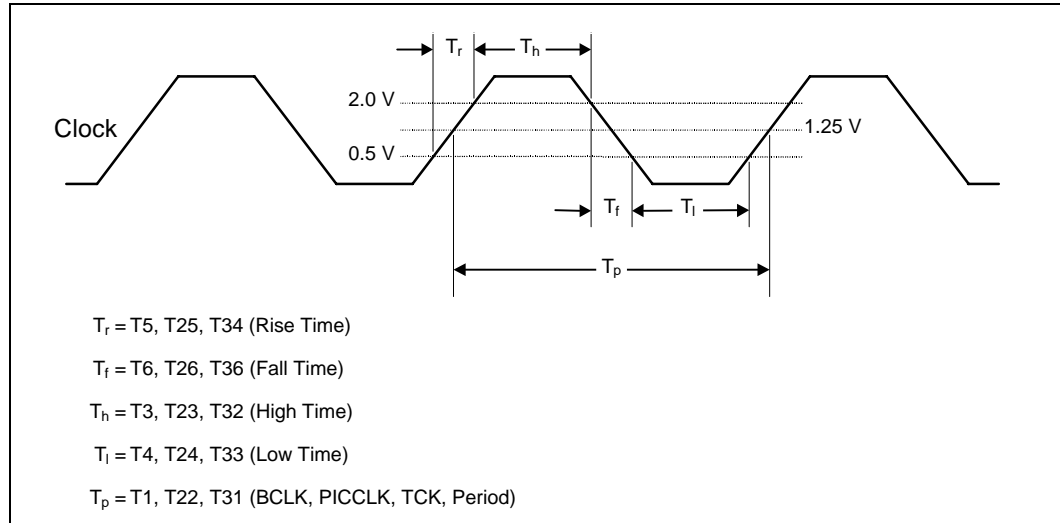 Tr Th
2.0 V
Clock
1.25 V
0.5 V
Tf Tl
Tp
Tr = T5, T25, T34 (Rise Time)
Tf = T6, T26, T36 (Fall Time)
Th = T3, T23, T32 (High Time)
Tl = T4, T24, T33 (Low Time)
Tp = T1, T22, T31 (BCLK, PICCLK, TCK, Period)